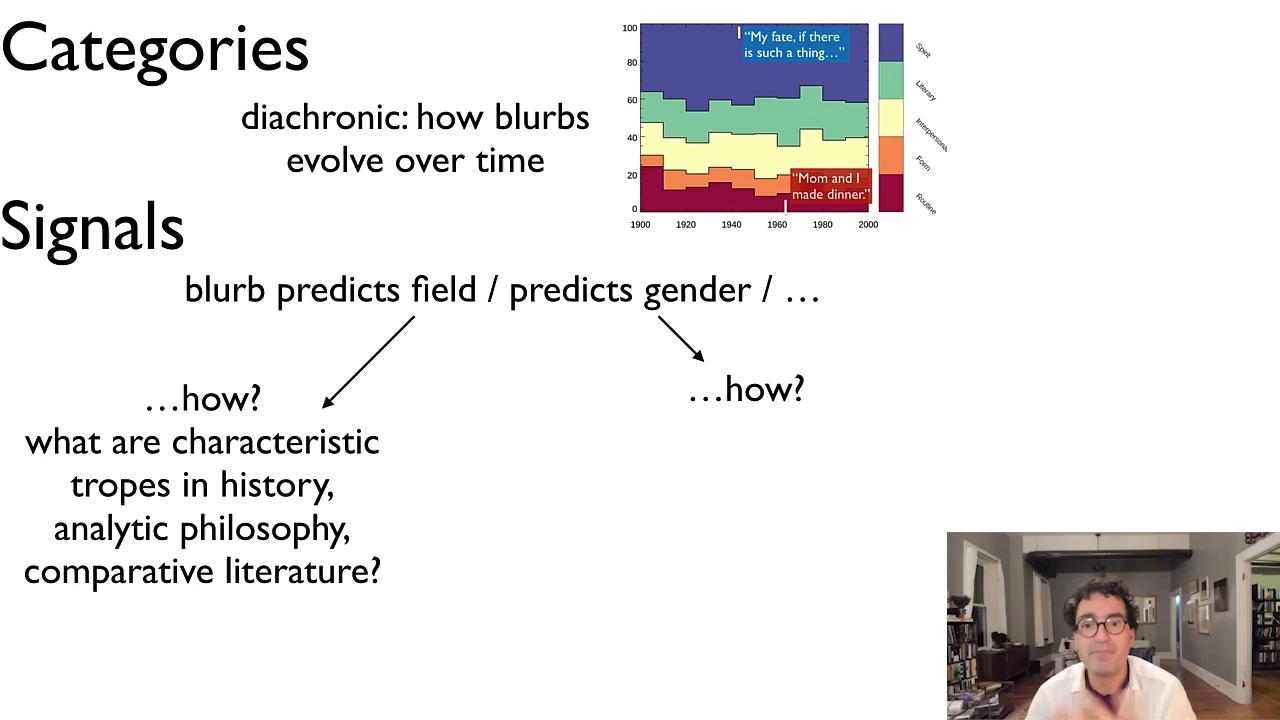 Categories
diachronic: how blurbs
evolve over time
100
80
60
40
20
0
1900
1920
1940
1960
1980
2000
“My fate, if there
is such a thing…”
“Mom and I
made dinner.”
Spirit
Literary
Interpersonal
Form
Routine
Signals
blurb predicts field / predicts gender / …
…how?
what are characteristic
tropes in history,
analytic philosophy,
comparative literature?
…how?